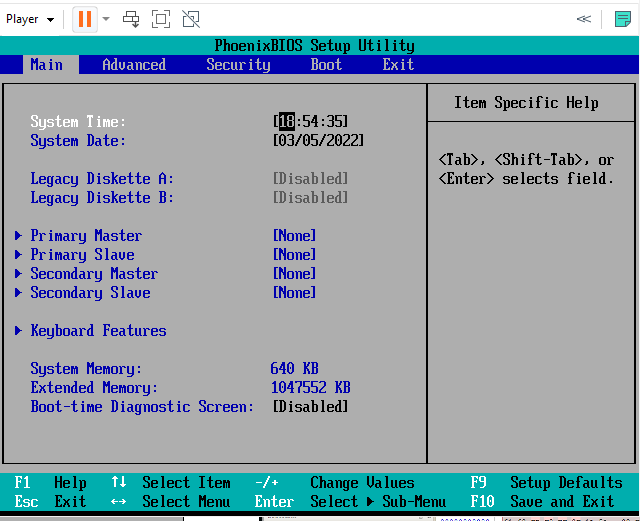 Player
PhoenixBIOS Setup Utility
Main Advanced Security Boot Exit
Item Specific Help
System Time: [18:54:35]
System Date: [03/05/2022]
<Tab>, <Shift-Tab>, or
<Enter> selects field.
Legacy Diskette A: [Disabled]
Legacy Diskette B: [Disabled]
Primary Master [None]
Primary Slave [None]
Secondary Master [None]
Secondary Slave [None]
Keyboard Features
System Memory: 640 KB
Extended Memory: 1047552 KB
Boot-time Diagnostic Screen: [Disabled]
F1 Help ↑↓ Select Item -/+ Change Values F9 Setup Defaults
Esc Exit ↔ Select Menu Enter Select ▶ Sub-Menu F10 Save and Exit